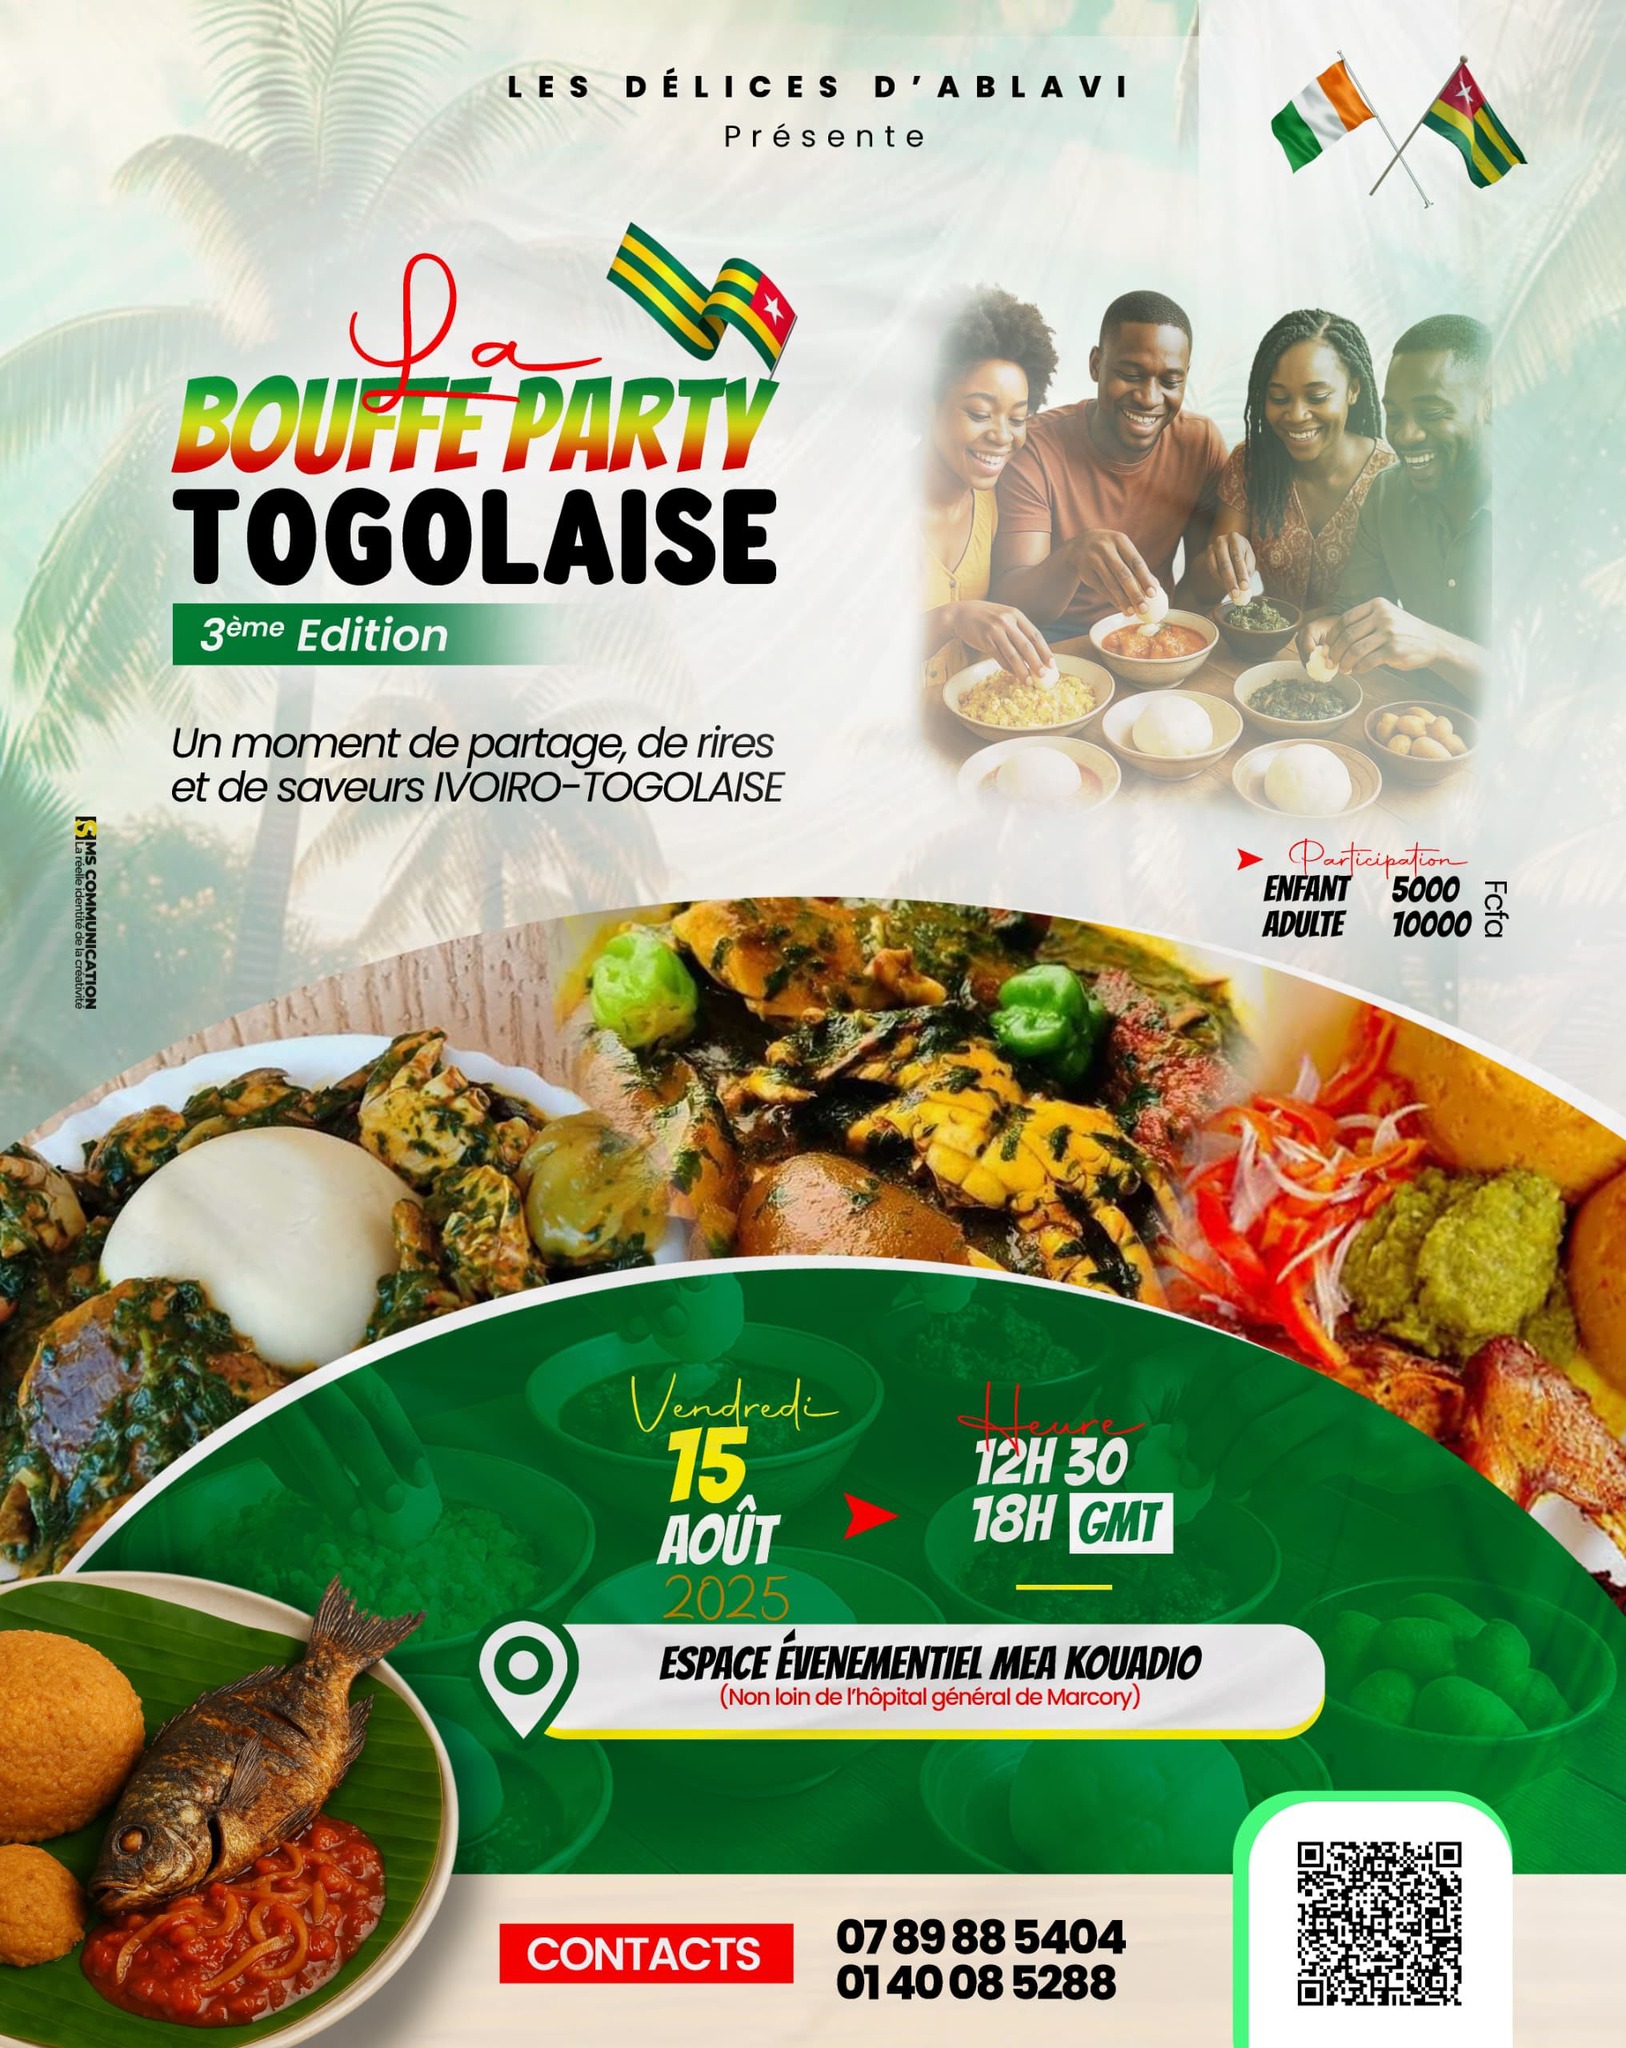 LES DÉLICES D'ABLAVI
Présente
La
BOUFFE PARTY
TOGOLAISE
3ème Edition
Un moment de partage, de rires
et de saveurs IVOIRO-TOGOLAISE
SMS COMMUNICATION
La réelle identité de la créativité
Participation
ENFANT 5000
ADULTE 10000
Fcfa
Vendredi
15
AOÛT
2025
Heure
12H 30
18H GMT
ESPACE ÉVENEMENTIEL MEA KOUADIO
(Non loin de l'hôpital général de Marcory)
CONTACTS
07 89 88 5404
01 40 08 5288